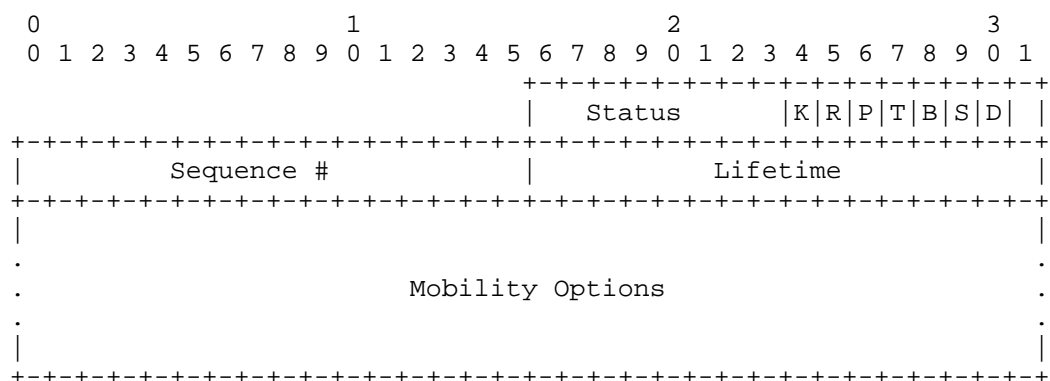 0                   1                   2                   3
 0 1 2 3 4 5 6 7 8 9 0 1 2 3 4 5 6 7 8 9 0 1 2 3 4 5 6 7 8 9 0 1
                                +-+-+-+-+-+-+-+-+-+-+-+-+-+-+-+-+
                                |   Status      |K|R|P|T|B|S|D| |
+-+-+-+-+-+-+-+-+-+-+-+-+-+-+-+-+-+-+-+-+-+-+-+-+-+-+-+-+-+-+-+-+
|         Sequence #            |           Lifetime            |
+-+-+-+-+-+-+-+-+-+-+-+-+-+-+-+-+-+-+-+-+-+-+-+-+-+-+-+-+-+-+-+-+
|                                                               |
.                                                               .
.                        Mobility Options                       .
.                                                               .
|                                                               |
+-+-+-+-+-+-+-+-+-+-+-+-+-+-+-+-+-+-+-+-+-+-+-+-+-+-+-+-+-+-+-+-+